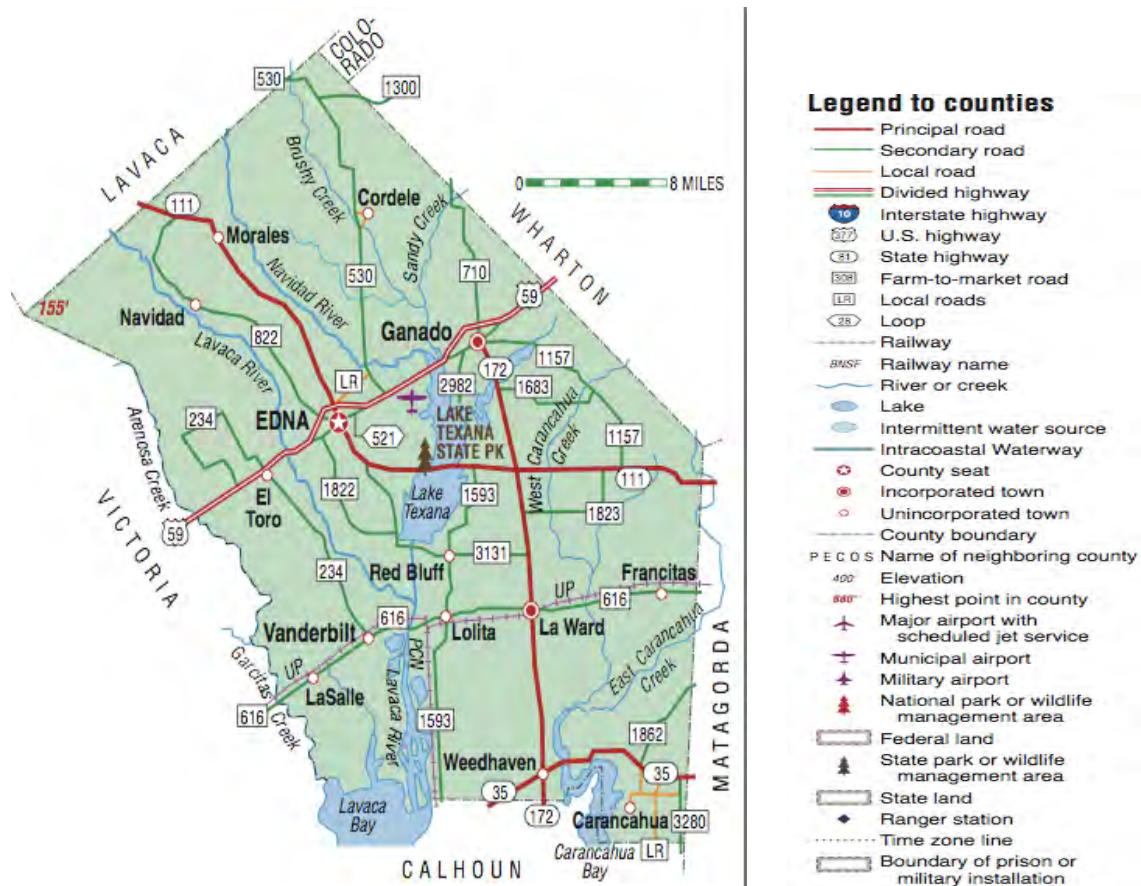 COLO-
RADO
530
1300
LAVACA
Brushy Creek
Cordele
0 8 MILES
111
Morales
Sandy Creek
WHARTON
Navidad River
530
710
59
155'
Navidad
Ganado
822
Lavaca River
172
1157
LR
2982
1683
EDNA
234
LAKE
TEXANA
STATE PK
521
West Carancahua
Creek
1157
Arenosa Creek
111
El
Toro
1822
Lake
Texana
1593
1823
VICTORIA
59
3131
Red Bluff
Francitas
234
UP
616
616
Vanderbilt
Lolita
La Ward
PCN
East Carancahua
Creek
MATAGORDA
Garcitas
Creek
UP
LaSalle
Lavaca River
616
1593
1862
Weedhaven
35
35
Lavaca
Bay
172
Carancahua
3280
Carancahua
Bay
LR
CALHOUN
Legend to counties
Principal road
Secondary road
Local road
Divided highway
10 Interstate highway
377 U.S. highway
81 State highway
308 Farm-to-market road
LR Local roads
28 Loop
Railway
BNSF Railway name
River or creek
Lake
Intermittent water source
Intracoastal Waterway
County seat
Incorporated town
Unincorporated town
County boundary
PECOS Name of neighboring county
400' Elevation
Highest point in county
Major airport with
scheduled jet service
Municipal airport
Military airport
National park or wildlife
management area
Federal land
State park or wildlife
management area
State land
Ranger station
Time zone line
Boundary of prison or
military installation